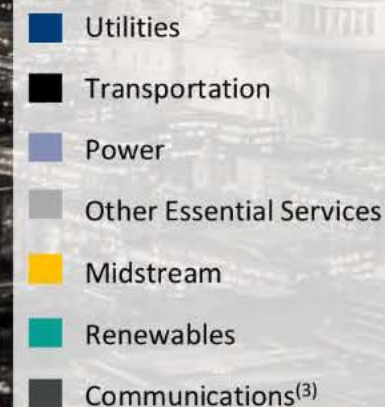 Utilities
Transportation
Power
Other Essential Services
Midstream
Renewables
Communications(3)